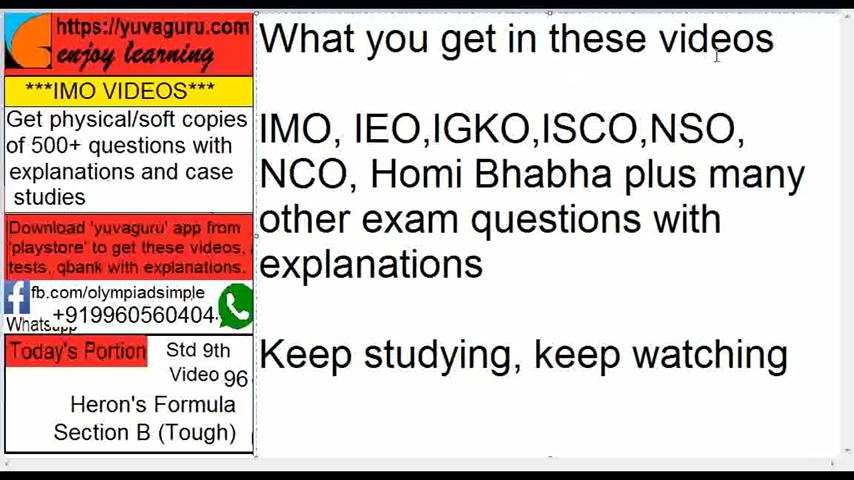 https://yuvaguru.com
enjoy learning
***IMO VIDEOS***
Get physical/soft copies
of 500+ questions with
explanations and case
studies
Download 'yuvaguru' app from
'playstore' to get these videos,
tests, qbank with explanations.
fb.com/olympiadsimple
+919960560404
Whatsapp
Today's Portion
Std 9th
Video 96
Heron's Formula
Section B (Tough)
What you get in these videos
IMO, IEO,IGKO,ISCO,NSO,
NCO, Homi Bhabha plus many
other exam questions with
explanations
Keep studying, keep watching